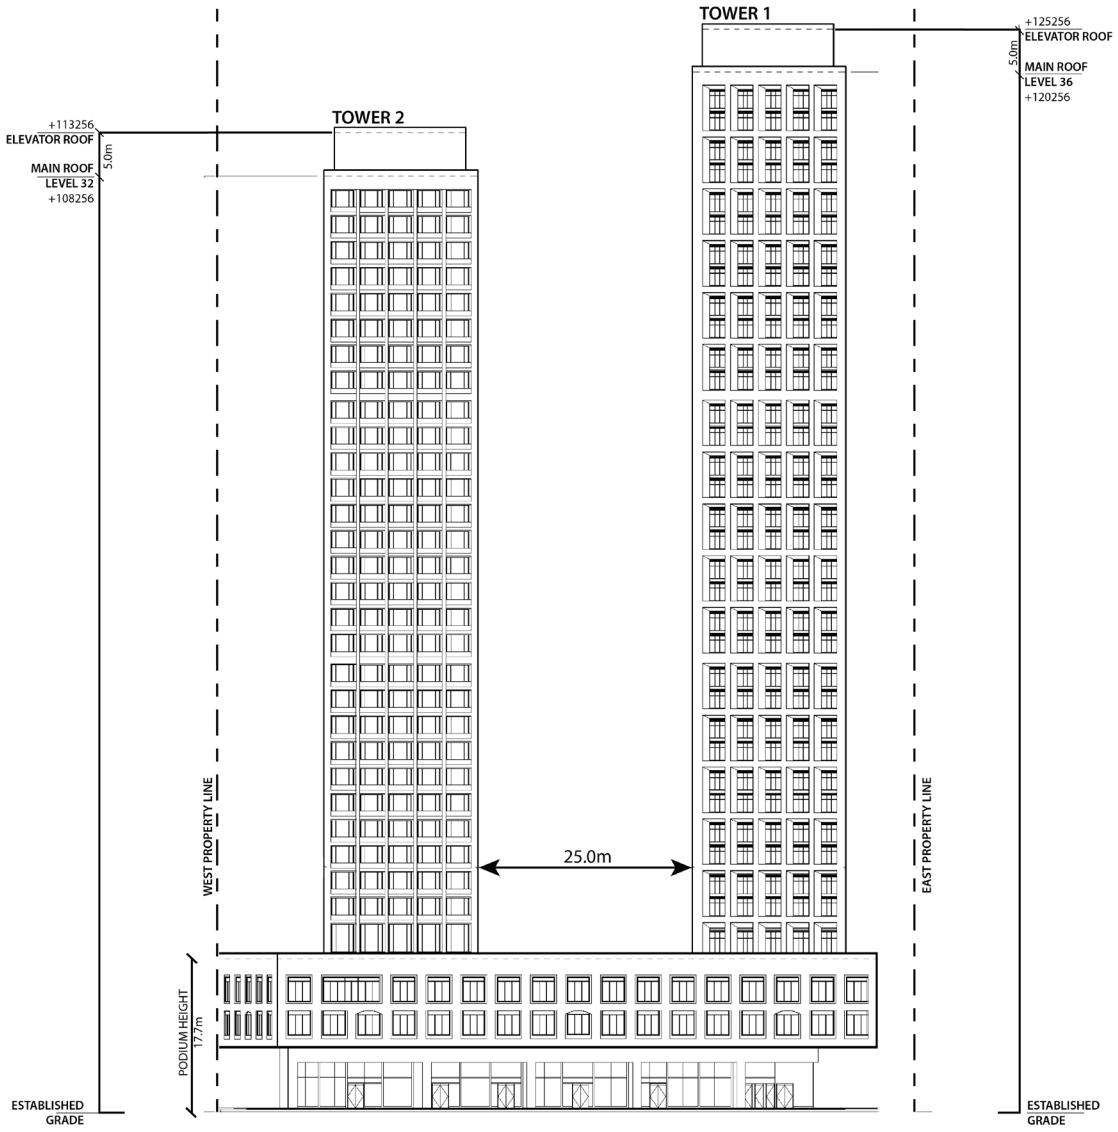 TOWER 1
+125256
ELEVATOR ROOF
5.0m
MAIN ROOF
LEVEL 36
+120256
TOWER 2
+113256
ELEVATOR ROOF
5.0m
MAIN ROOF
LEVEL 32
+108256
WEST PROPERTY LINE
25.0m
EAST PROPERTY LINE
PODIUM HEIGHT
17.7m
ESTABLISHED
GRADE
ESTABLISHED
GRADE